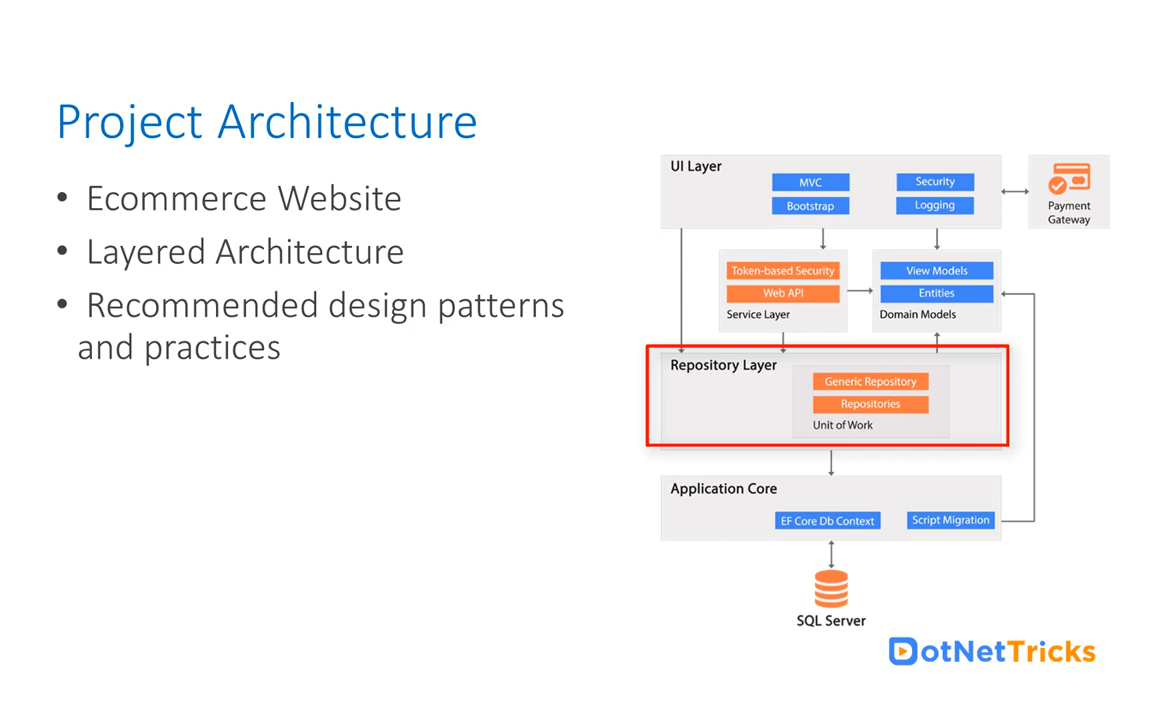 Project Architecture
• Ecommerce Website
• Layered Architecture
• Recommended design patterns
and practices
UI Layer
MVC
Security
Bootstrap
Logging
Payment
Gateway
Token-based Security
Web API
Service Layer
View Models
Entities
Domain Models
Repository Layer
Generic Repository
Repositories
Unit of Work
Application Core
EF Core Db Context
Script Migration
SQL Server
DotNetTricks